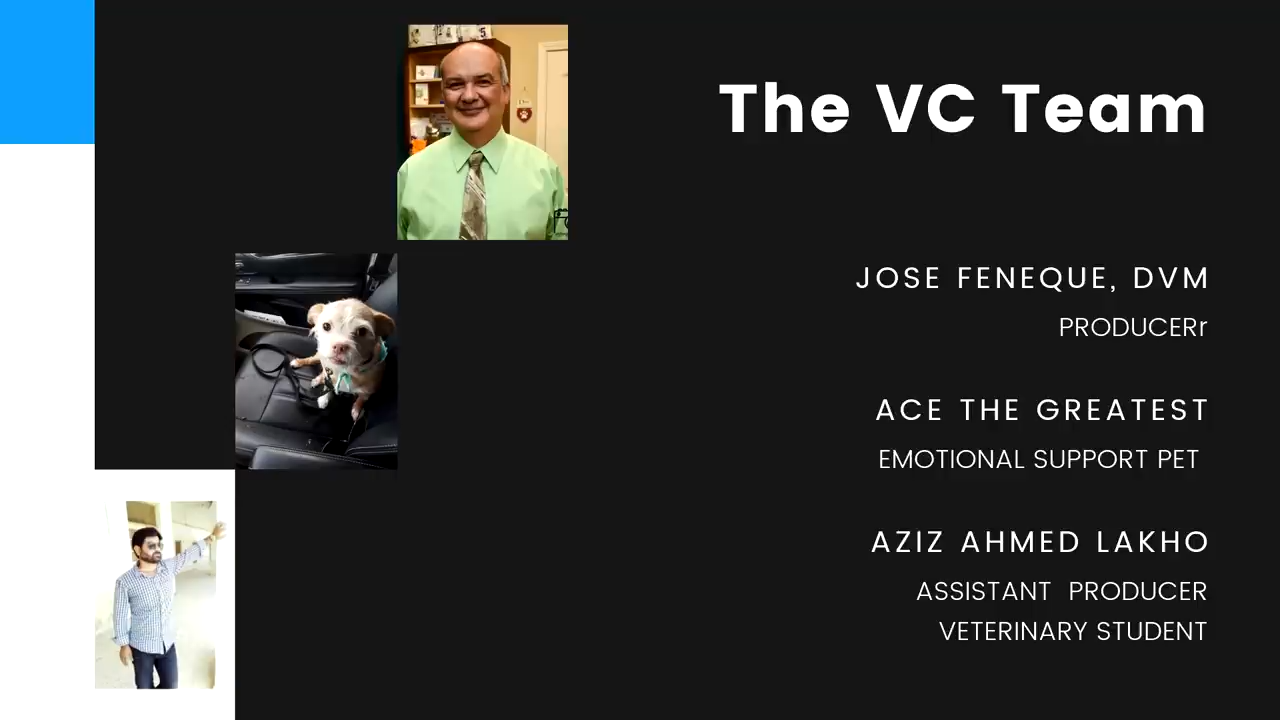 The VC Team
JOSE FENEQUE, DVM
PRODUCERr
ACE THE GREATEST
EMOTIONAL SUPPORT PET
AZIZ AHMED LAKHO
ASSISTANT PRODUCER
VETERINARY STUDENT